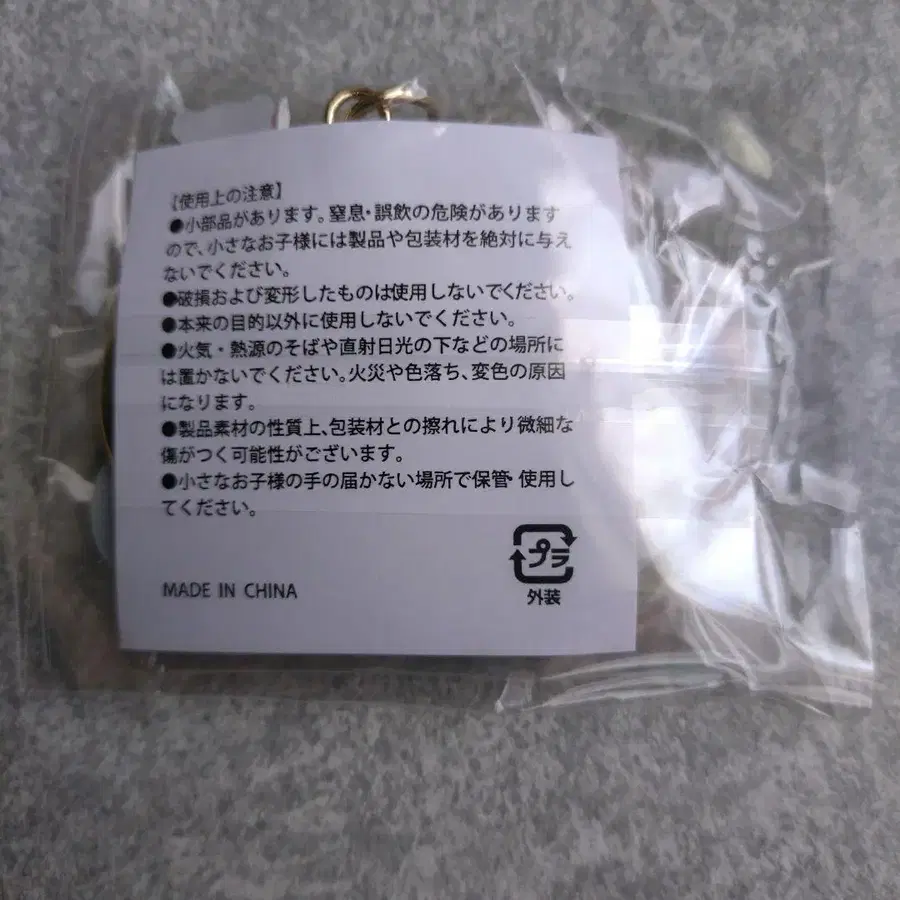 【使用上の注意】
●小部品があります。窒息・誤飲の危険があります
ので、小さなお子様には製品や包装材を絶対に与え
ないでください。
●破損および変形したものは使用しないでください。
●本来の目的以外に使用しないでください。
●火気・熱源のそばや直射日光の下などの場所に
は置かないでください。火災や色落ち、変色の原因
になります。
●製品素材の性質上、包装材との擦れにより微細な
傷がつく可能性がございます。
●小さなお子様の手の届かない場所で保管・使用し
てください。
プラ
外装
MADE IN CHINA